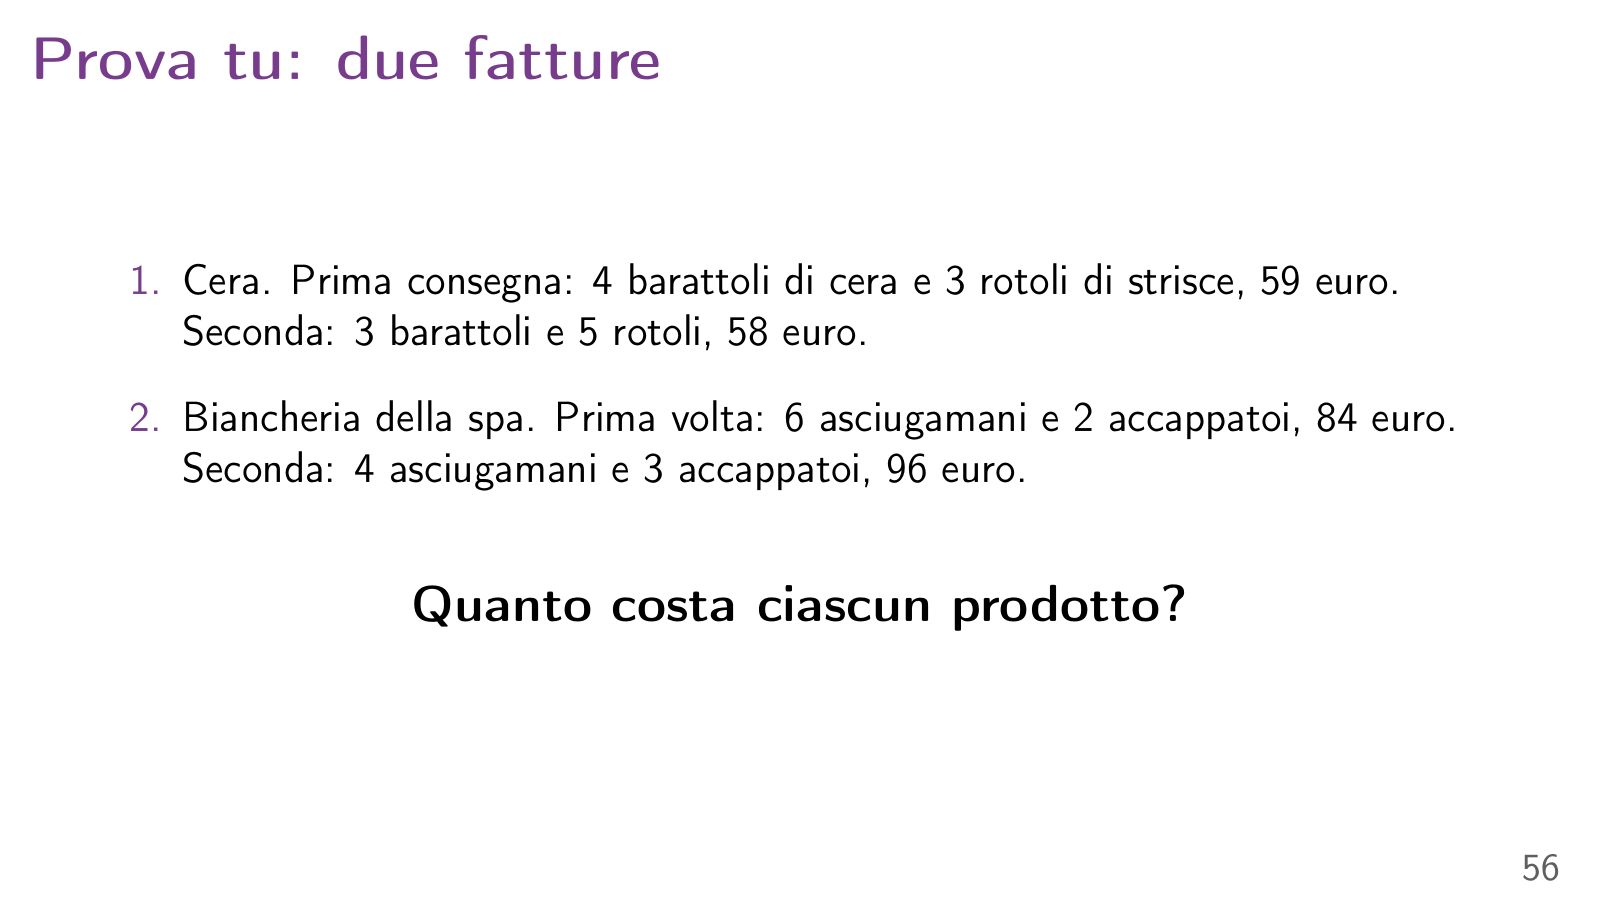 Prova tu: due fatture
1. Cera. Prima consegna: 4 barattoli di cera e 3 rotoli di strisce, 59 euro.
Seconda: 3 barattoli e 5 rotoli, 58 euro.
2. Biancheria della spa. Prima volta: 6 asciugamani e 2 accappatoi, 84 euro.
Seconda: 4 asciugamani e 3 accappatoi, 96 euro.
Quanto costa ciascun prodotto?
56